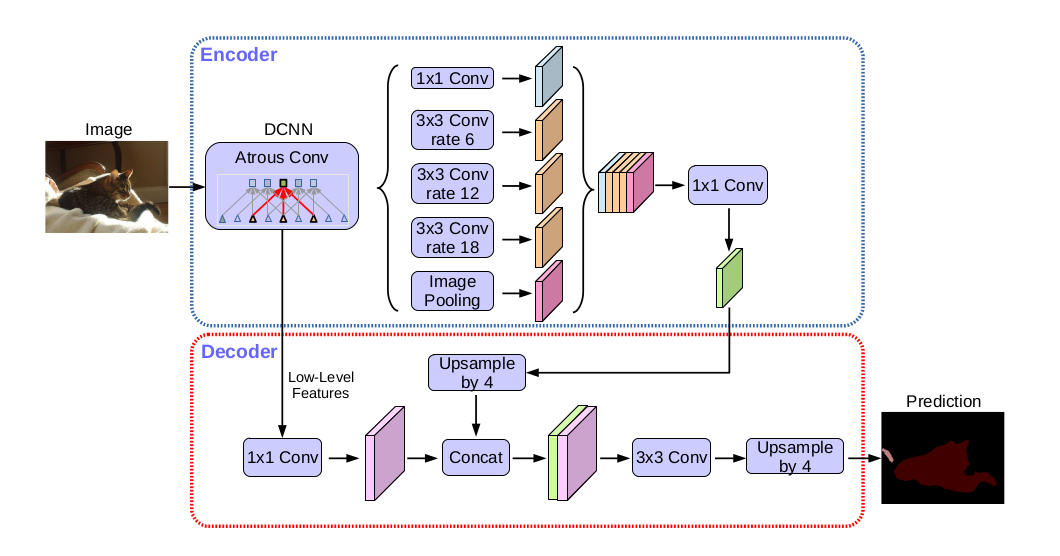 Encoder
Image
DCNN
Atrous Conv
1x1 Conv
3x3 Conv
rate 6
3x3 Conv
rate 12
3x3 Conv
rate 18
Image
Pooling
1x1 Conv
Decoder
Low-Level
Features
Upsample
by 4
1x1 Conv
Concat
3x3 Conv
Upsample
by 4
Prediction